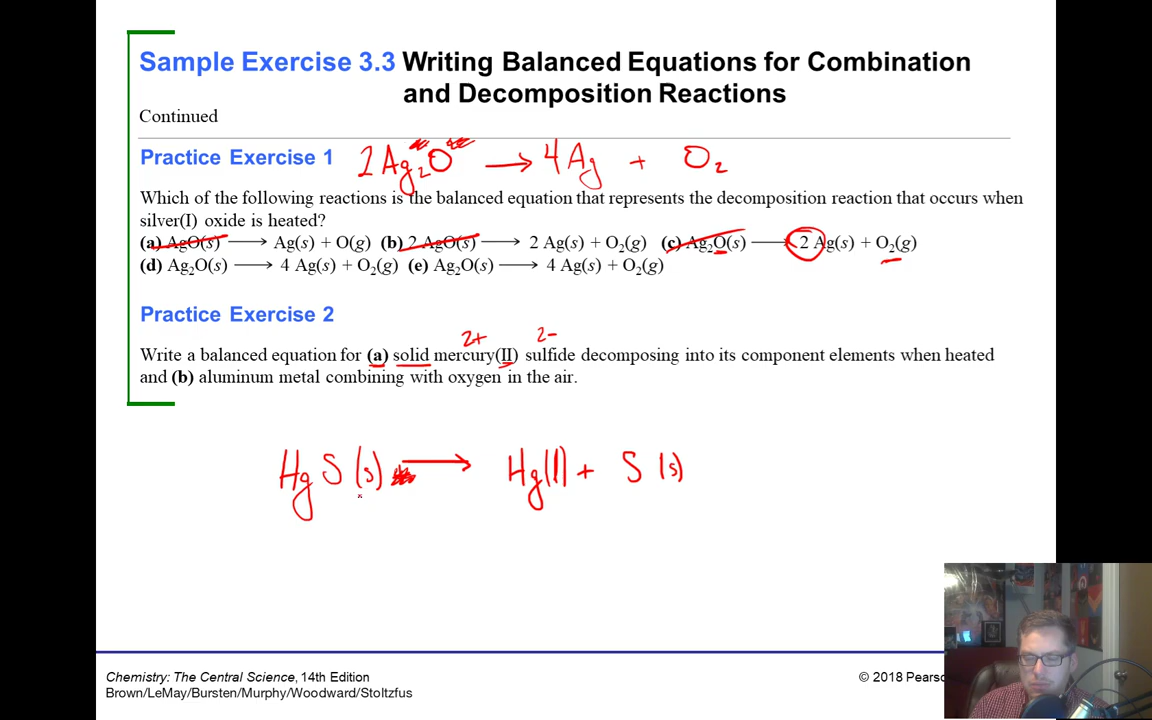 Sample Exercise 3.3 Writing Balanced Equations for Combination
and Decomposition Reactions
Continued
Practice Exercise 1 2Ag₂O → 4Ag + O₂
Which of the following reactions is the balanced equation that represents the decomposition reaction that occurs when
silver(I) oxide is heated?
(a) AgO(s) → Ag(s) + O(g) (b) 2 AgO(s) → 2 Ag(s) + O₂(g) (c) Ag₂O(s) → 2 Ag(s) + O₂(g)
(d) Ag₂O(s) → 4 Ag(s) + O₂(g) (e) Ag₂O(s) → 4 Ag(s) + O₂(g)
Practice Exercise 2
2+ 2-
Write a balanced equation for (a) solid mercury(II) sulfide decomposing into its component elements when heated
and (b) aluminum metal combining with oxygen in the air.
HgS(s) → Hg(l) + S(s)
Chemistry: The Central Science, 14th Edition
Brown/LeMay/Bursten/Murphy/Woodward/Stoltzfus
© 2018 Pearson